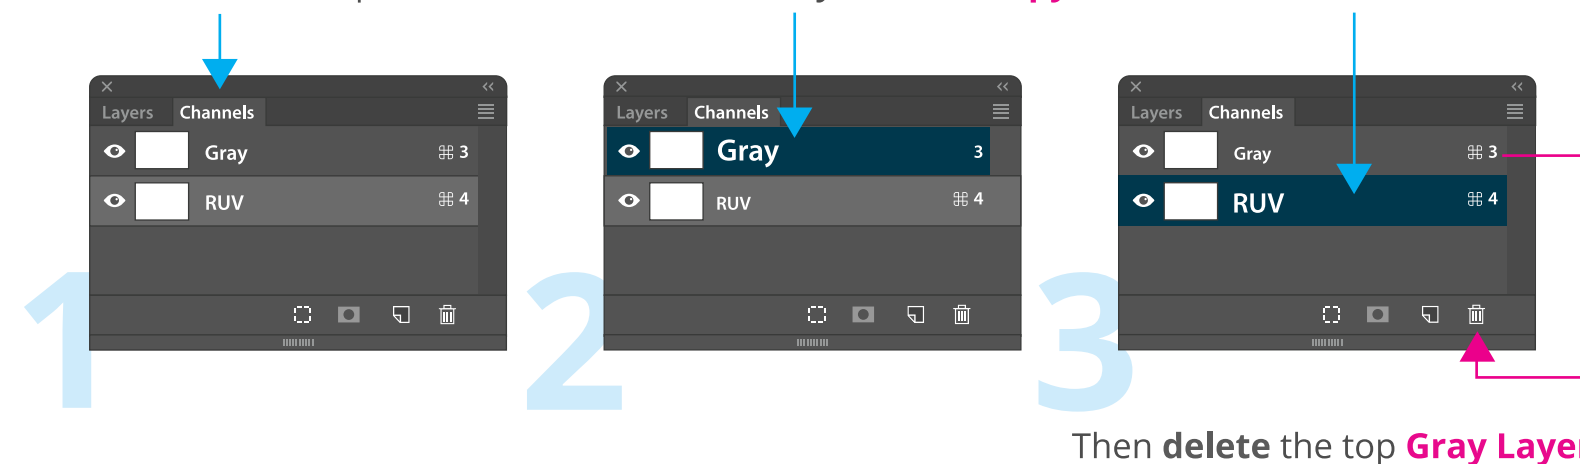 Layers Channels
Gray ⌘ 3
RUV ⌘ 4
1
Layers Channels
Gray 3
RUV ⌘ 4
2
Layers Channels
Gray ⌘ 3
RUV ⌘ 4
3
Then delete the top Gray Layer